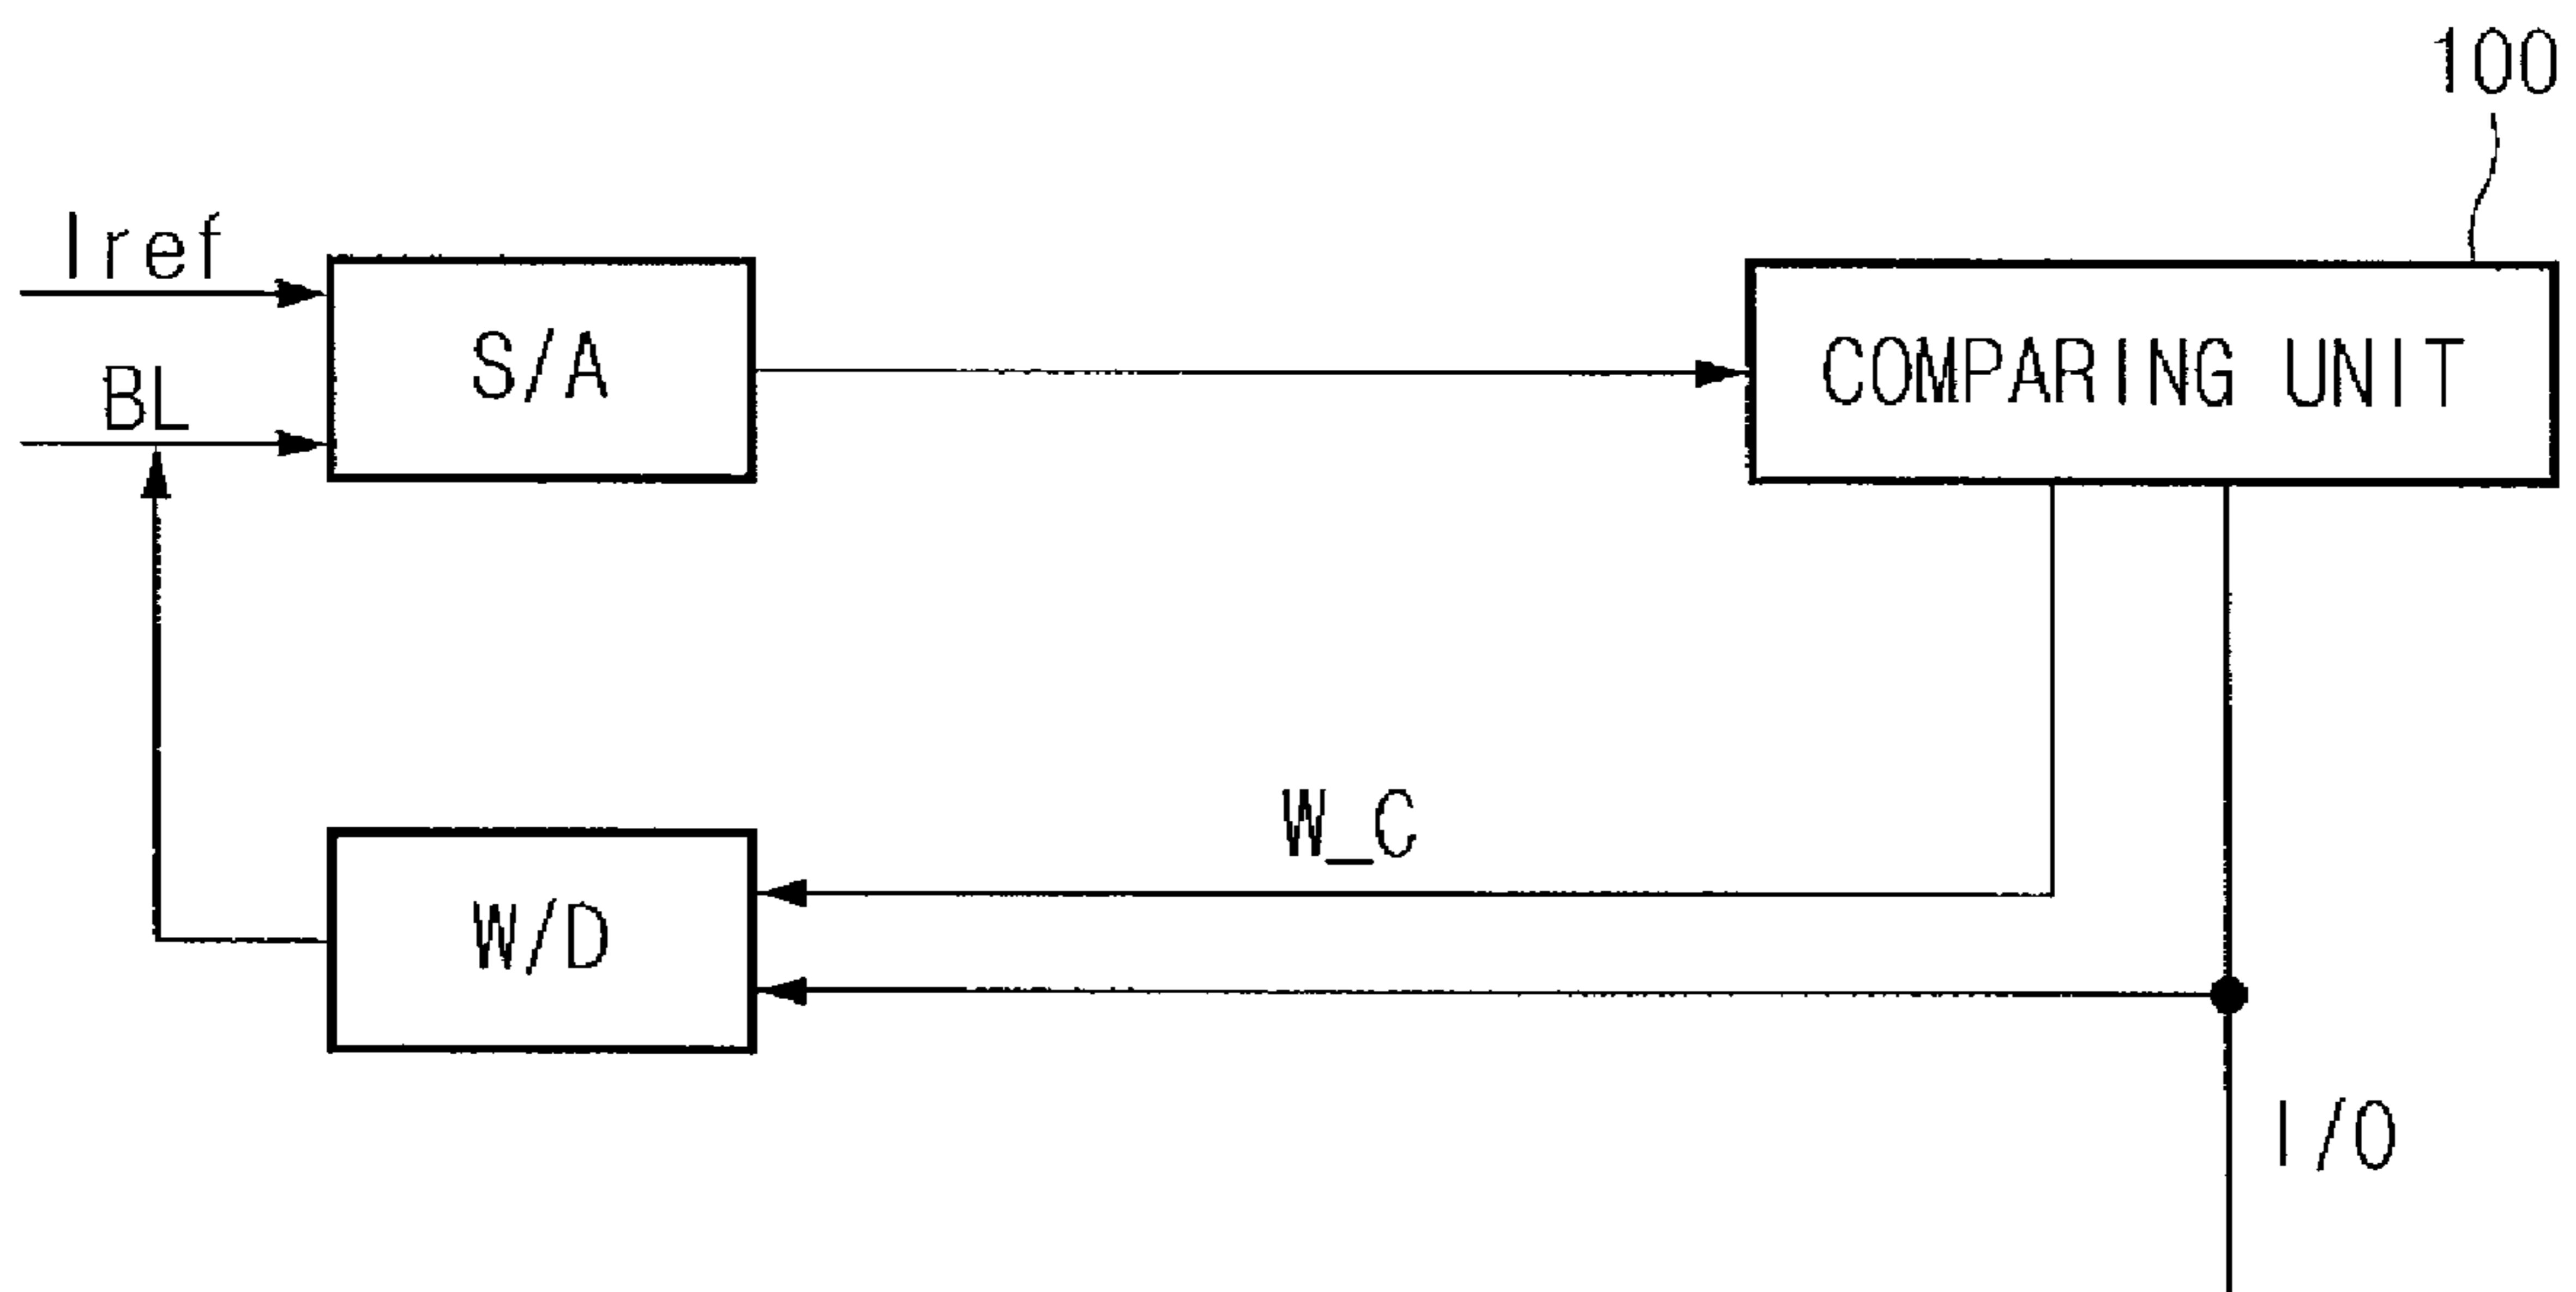 100
Iref
BL
S/A
COMPARING UNIT
W_C
W/D
I/O